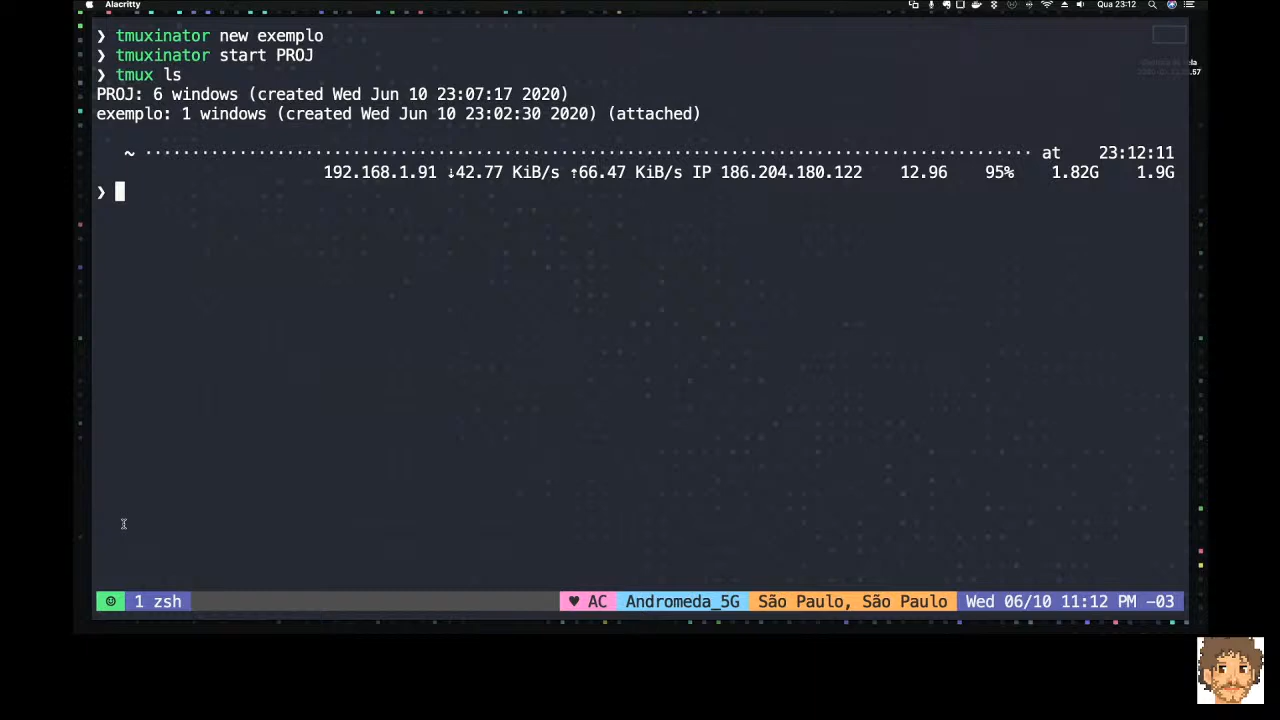 Alacritty
Qua 23:12
❯ tmuxinator new exemplo
❯ tmuxinator start PROJ
❯ tmux ls
PROJ: 6 windows (created Wed Jun 10 23:07:17 2020)
exemplo: 1 windows (created Wed Jun 10 23:02:30 2020) (attached)
~ at 23:12:11
192.168.1.91 ↓42.77 KiB/s ↑66.47 KiB/s IP 186.204.180.122 12.96 95% 1.82G 1.9G
❯
1 zsh
♥ AC Andromeda_5G São Paulo, São Paulo Wed 06/10 11:12 PM -03